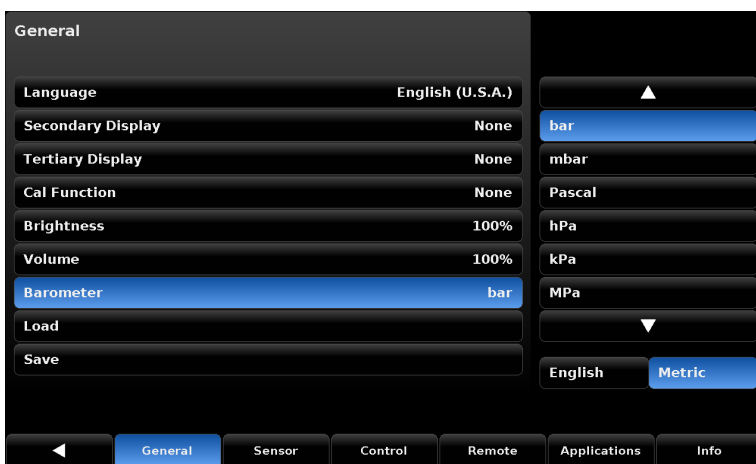 General
Language English (U.S.A.)
Secondary Display None
Tertiary Display None
Cal Function None
Brightness 100%
Volume 100%
Barometer bar
Load
Save
bar
mbar
Pascal
hPa
kPa
MPa
English Metric
General Sensor Control Remote Applications Info